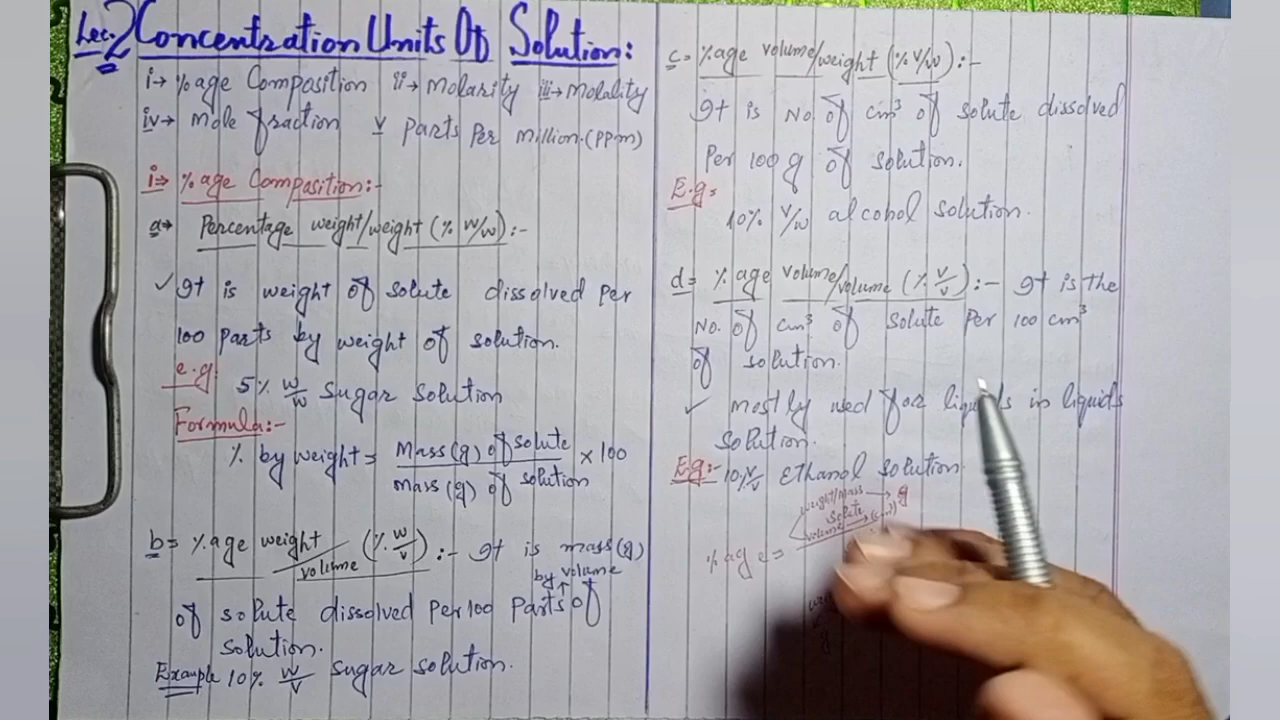 Lec:2 Concentration Units Of Solution:
i→ %age Composition ii→ Molarity iii→ Molality
iv→ Mole fraction v Parts Per million.(PPm)
i⇒ %age Composition:-
a⇒ Percentage weight/weight (% W/W):-
✓ It is weight of solute dissolved Per
100 Parts by weight of solution.
e.g:
5% W/W Sugar Solution
Formula:-
% by weight = Mass(g) of solute / mass(g) of solution × 100
b= %age weight/volume (% W/V):- It is mass(g)
by volume
of solute dissolved Per 100 Parts of
solution.
Example 10% W/V Sugar solution.
c= %age volume/weight (% V/W):-
It is No. of cm³ of solute dissolved
Per 100 g of solution.
E.g=
10% V/W alcohol solution.
d= %age volume/volume (% V/V):- It is the
No. of cm³ of solute Per 100 cm³
of solution.
✓ mostly used for liquids in liquids
solution.
E.g:- 10% V/V Ethanol solution.
weight/Mass → g
Solute
volume →
%age =
g